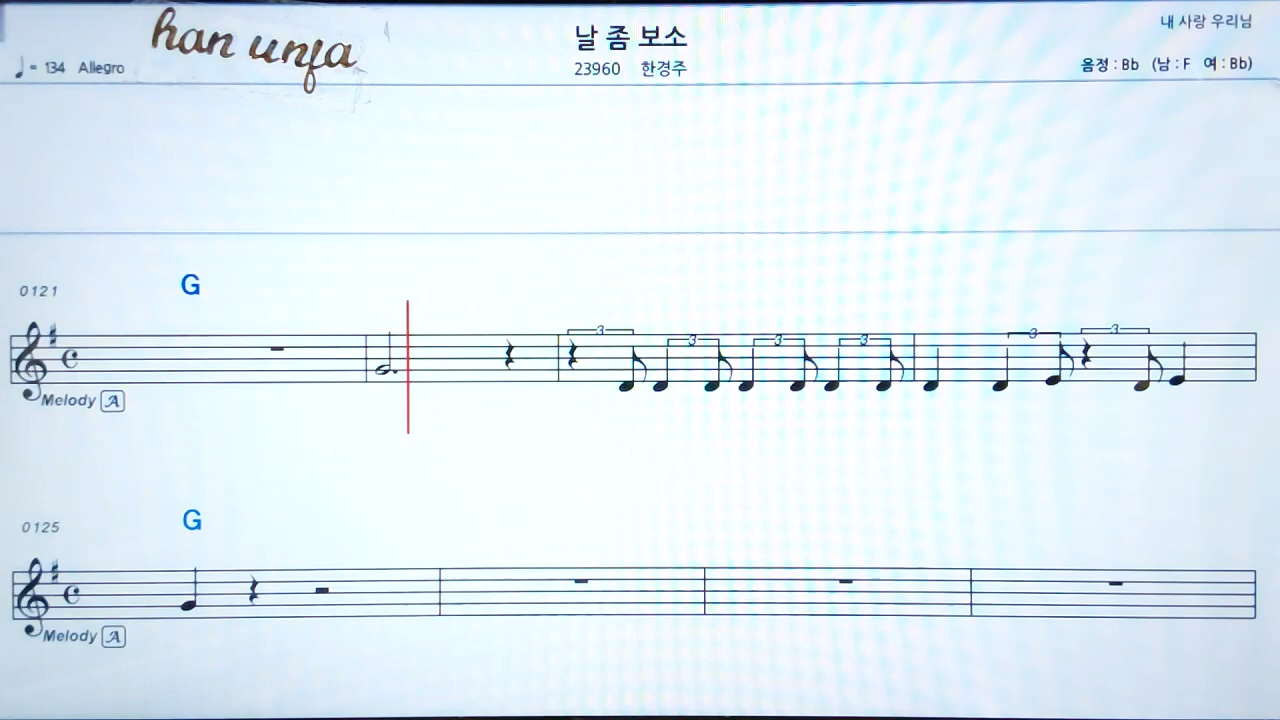 han unfa
날 좀 보소
내 사랑 우리님
♩= 134 Allegro
23960 한경주
음정 : Bb (남 : F 여 : Bb)
0121
G
3 3 3 3 3 3
Melody A
0125
G
Melody A